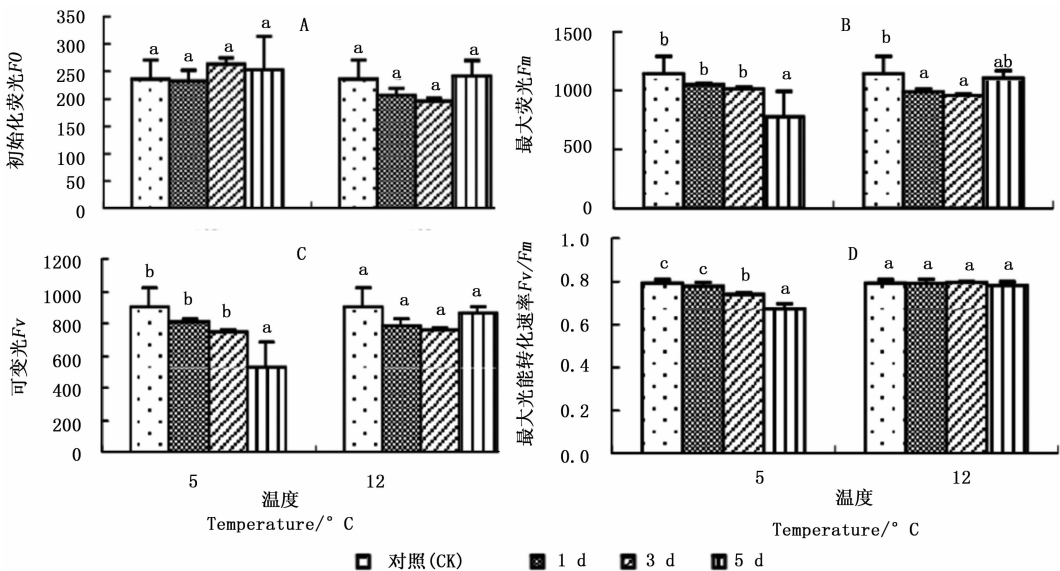 A
初始化荧光F0
350
300
250
200
150
100
50
0
a a a a a a a a
B
最大荧光Fm
1500
1000
500
0
b b b a b a a ab
C
可变光Fv
1200
1000
800
600
400
200
0
b b b a a a a a
5 12
温度
Temperature/° C
D
最大光能转化速率Fv/Fm
1.0
0.8
0.6
0.4
0.2
0.0
c c b a a a a a
5 12
温度
Temperature/° C
对照(CK) 1 d 3 d 5 d